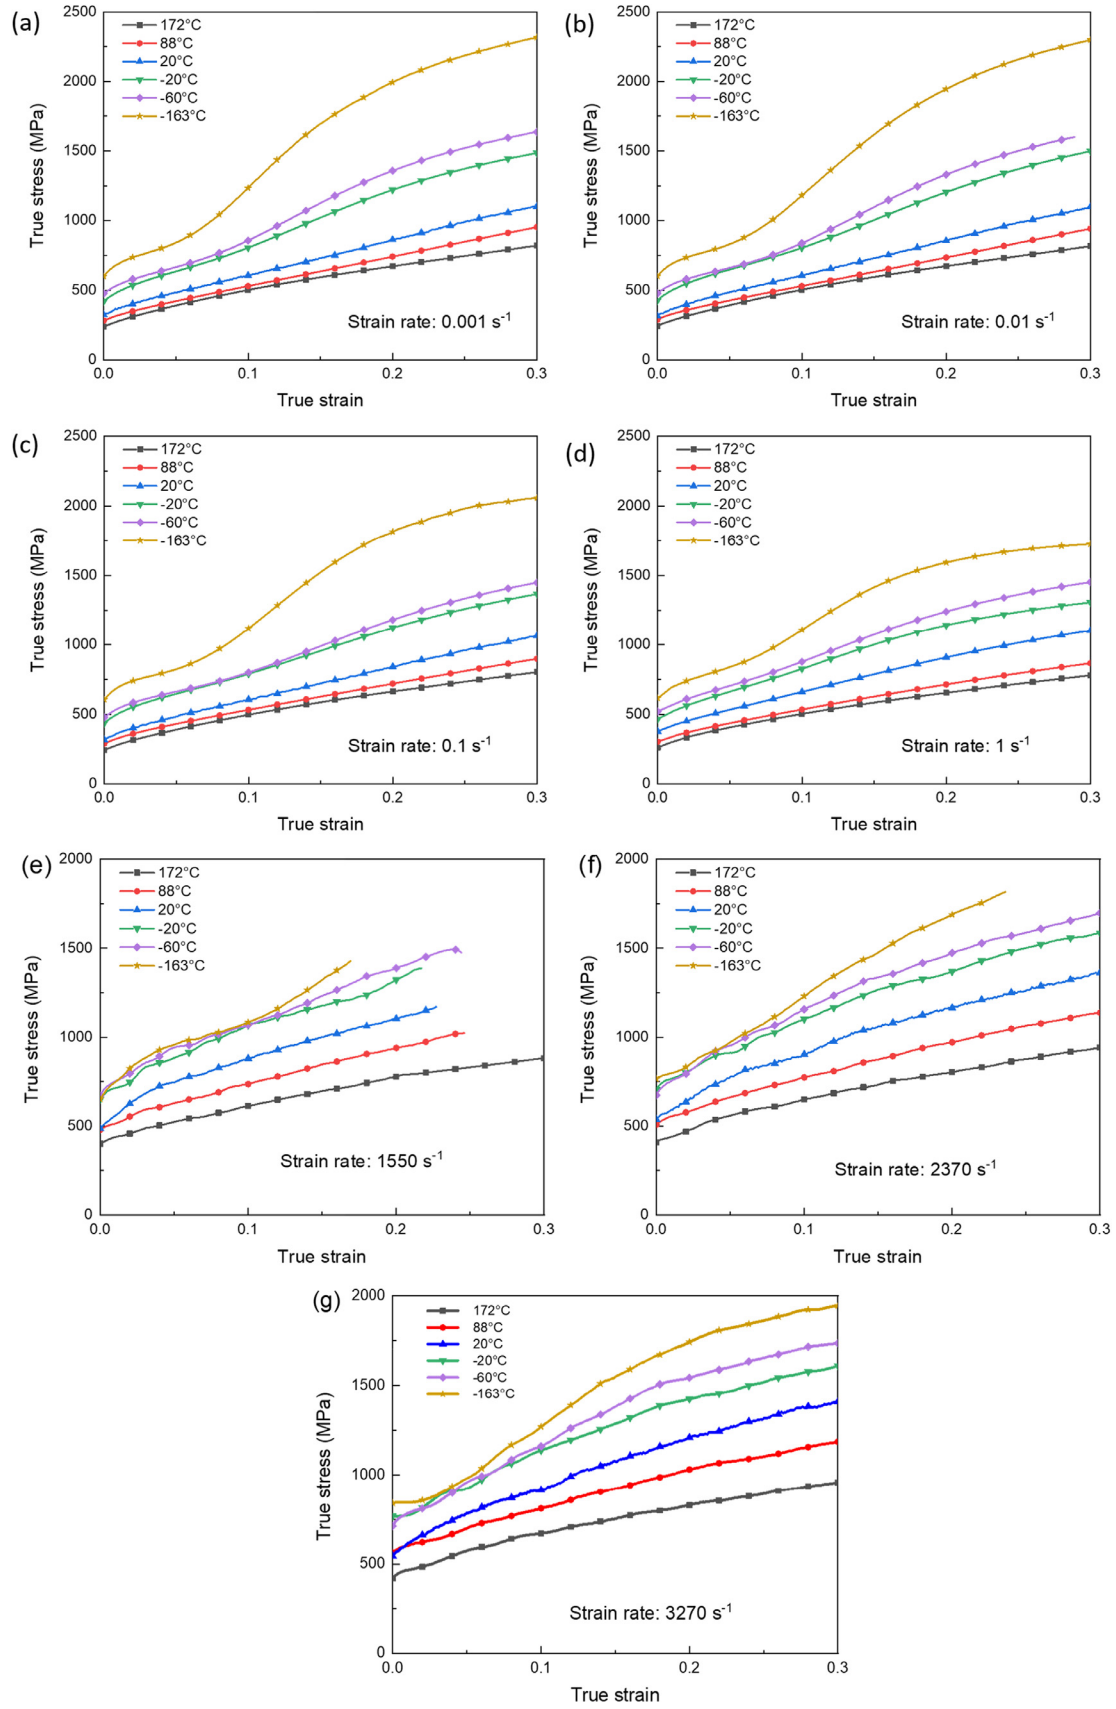 (a)
2500
2000
1500
1000
500
0
True stress (MPa)
172°C
88°C
20°C
-20°C
-60°C
-163°C
Strain rate: 0.001 s-1
0.0 0.1 0.2 0.3
True strain
(b)
2500
2000
1500
1000
500
0
True stress (MPa)
172°C
88°C
20°C
-20°C
-60°C
-163°C
Strain rate: 0.01 s-1
0.0 0.1 0.2 0.3
True strain
(c)
2500
2000
1500
1000
500
0
True stress (MPa)
172°C
88°C
20°C
-20°C
-60°C
-163°C
Strain rate: 0.1 s-1
0.0 0.1 0.2 0.3
True strain
(d)
2500
2000
1500
1000
500
0
True stress (MPa)
172°C
88°C
20°C
-20°C
-60°C
-163°C
Strain rate: 1 s-1
0.0 0.1 0.2 0.3
True strain
(e)
2000
1500
1000
500
0
True stress (MPa)
172°C
88°C
20°C
-20°C
-60°C
-163°C
Strain rate: 1550 s-1
0.0 0.1 0.2 0.3
True strain
(f)
2000
1500
1000
500
0
True stress (MPa)
172°C
88°C
20°C
-20°C
-60°C
-163°C
Strain rate: 2370 s-1
0.0 0.1 0.2 0.3
True strain
(g)
2000
1500
1000
500
0
True stress (MPa)
172°C
88°C
20°C
-20°C
-60°C
-163°C
Strain rate: 3270 s-1
0.0 0.1 0.2 0.3
True strain